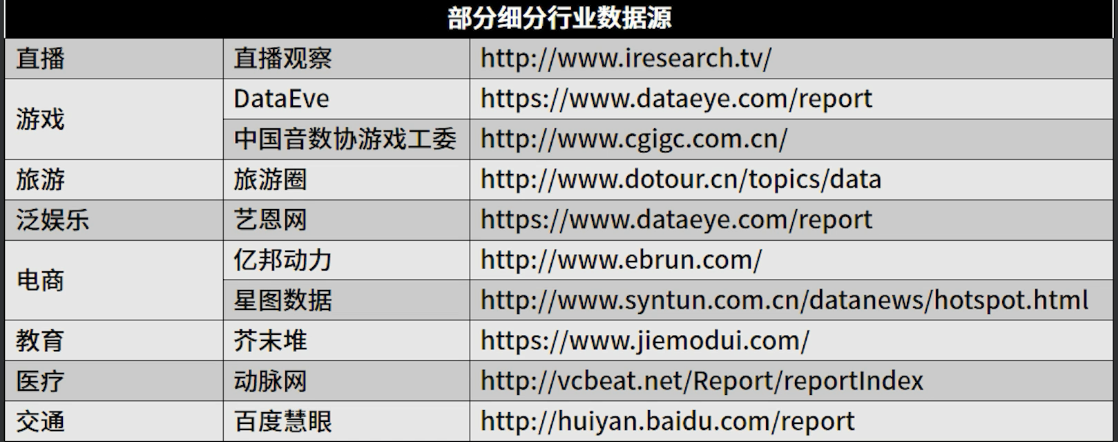 部分细分行业数据源
直播 直播观察 http://www.iresearch.tv/
游戏 DataEve https://www.dataeye.com/report
中国音数协游戏工委 http://www.cgigc.com.cn/
旅游 旅游圈 http://www.dotour.cn/topics/data
泛娱乐 艺恩网 https://www.dataeye.com/report
电商 亿邦动力 http://www.ebrun.com/
星图数据 http://www.syntun.com.cn/datanews/hotspot.html
教育 芥末堆 https://www.jiemodui.com/
医疗 动脉网 http://vcbeat.net/Report/reportIndex
交通 百度慧眼 http://huiyan.baidu.com/report